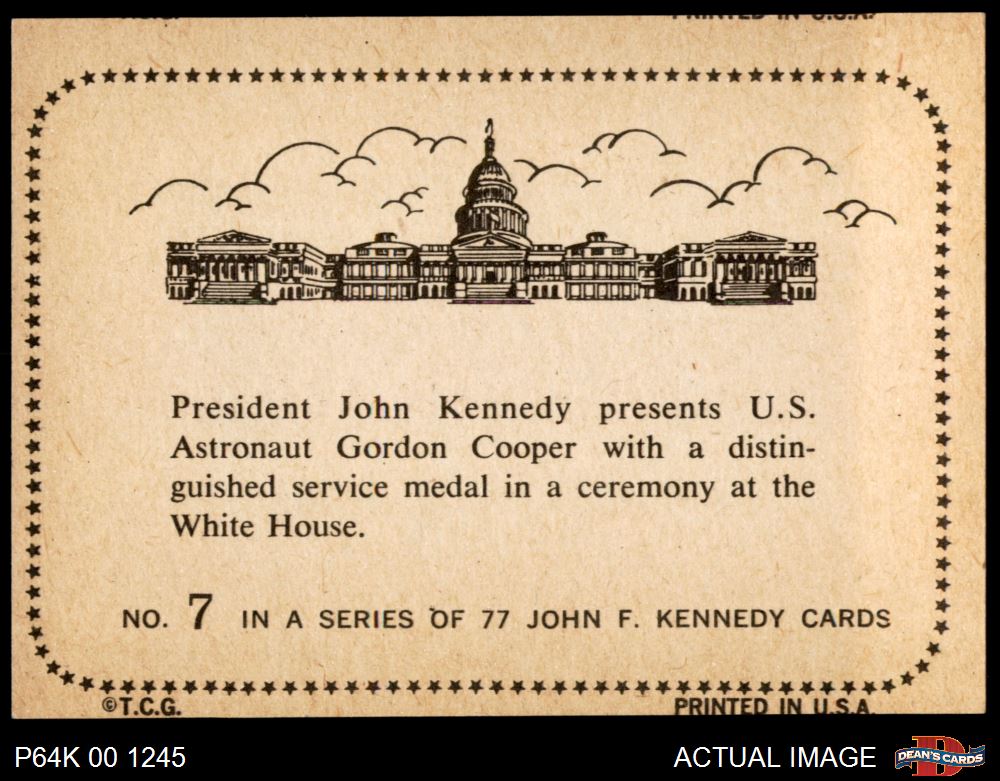 PRINTED IN U.S.A.
President John Kennedy presents U.S.
Astronaut Gordon Cooper with a distin-
guished service medal in a ceremony at the
White House.
NO. 7 IN A SERIES OF 77 JOHN F. KENNEDY CARDS
©T.C.G. PRINTED IN U.S.A.
P64K 00 1245 ACTUAL IMAGE DEAN'S CARDS